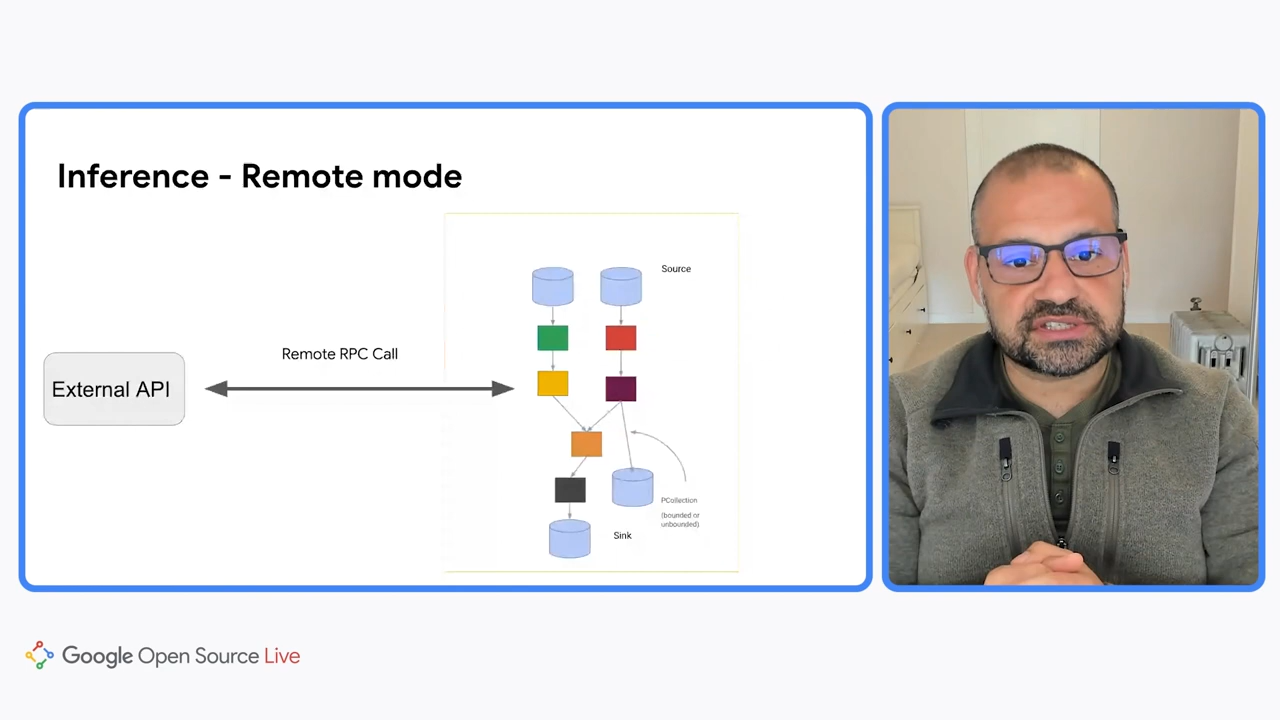 Inference - Remote mode
Source
Remote RPC Call
External API
PCollection
(bounded or
unbounded)
Sink
Google Open Source Live